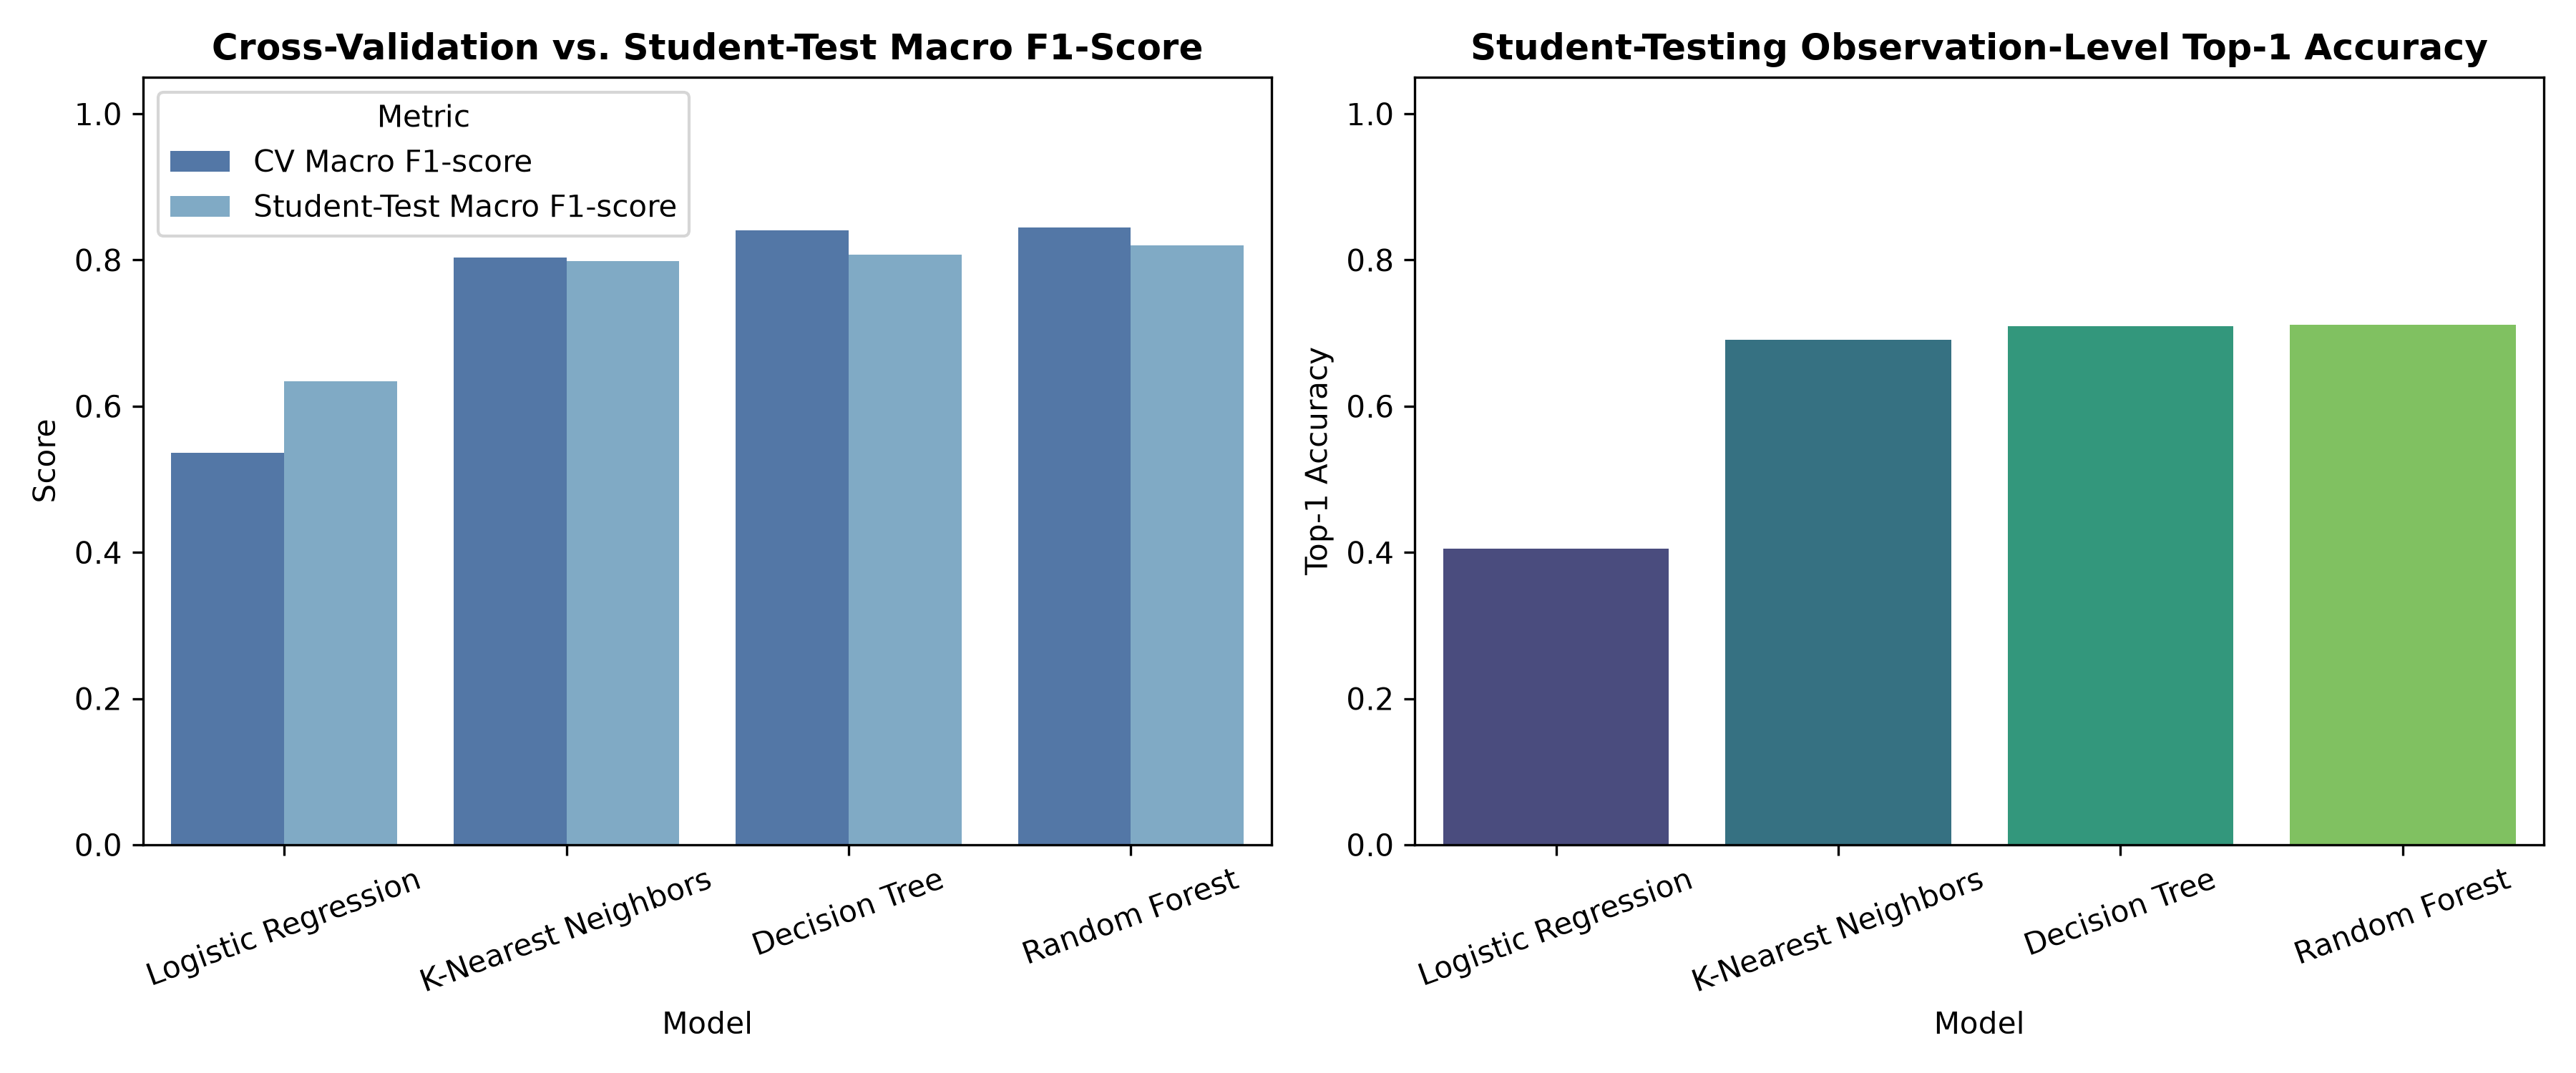 Cross-Validation vs. Student-Test Macro F1-Score
Metric
CV Macro F1-score
Student-Test Macro F1-score
1.0
0.8
0.6
0.4
0.2
0.0
Score
Logistic Regression
K-Nearest Neighbors
Decision Tree
Random Forest
Model
Student-Testing Observation-Level Top-1 Accuracy
1.0
0.8
0.6
0.4
0.2
0.0
Top-1 Accuracy
Logistic Regression
K-Nearest Neighbors
Decision Tree
Random Forest
Model